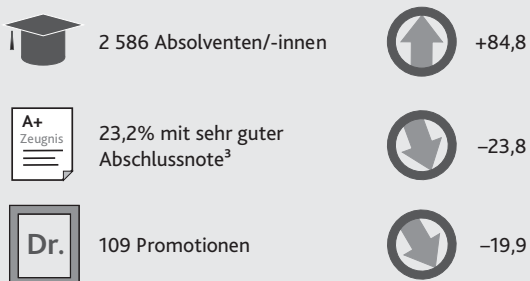 2 586 Absolventen/-innen
+84,8
A+
Zeugnis
23,2% mit sehr guter
Abschlussnote³
–23,8
Dr.
109 Promotionen
–19,9